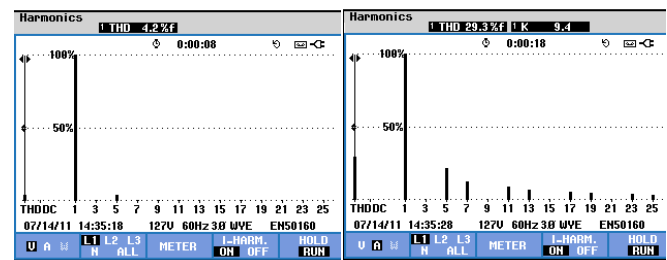 Harmonics
1 THD 4.2%f
0:00:08
100%
50%
THDDC 1 3 5 7 9 11 13 15 17 19 21 23 25
07/14/11 14:35:18 127V 60Hz 3Ø WYE EN50160
V A W L1 L2 L3 N ALL METER I-HARM. ON OFF HOLD RUN
Harmonics
1 THD 29.3%f 1 K 9.4
0:00:18
100%
50%
THDDC 1 3 5 7 9 11 13 15 17 19 21 23 25
07/14/11 14:35:28 127V 60Hz 3Ø WYE EN50160
V A W L1 L2 L3 N ALL METER I-HARM. ON OFF HOLD RUN